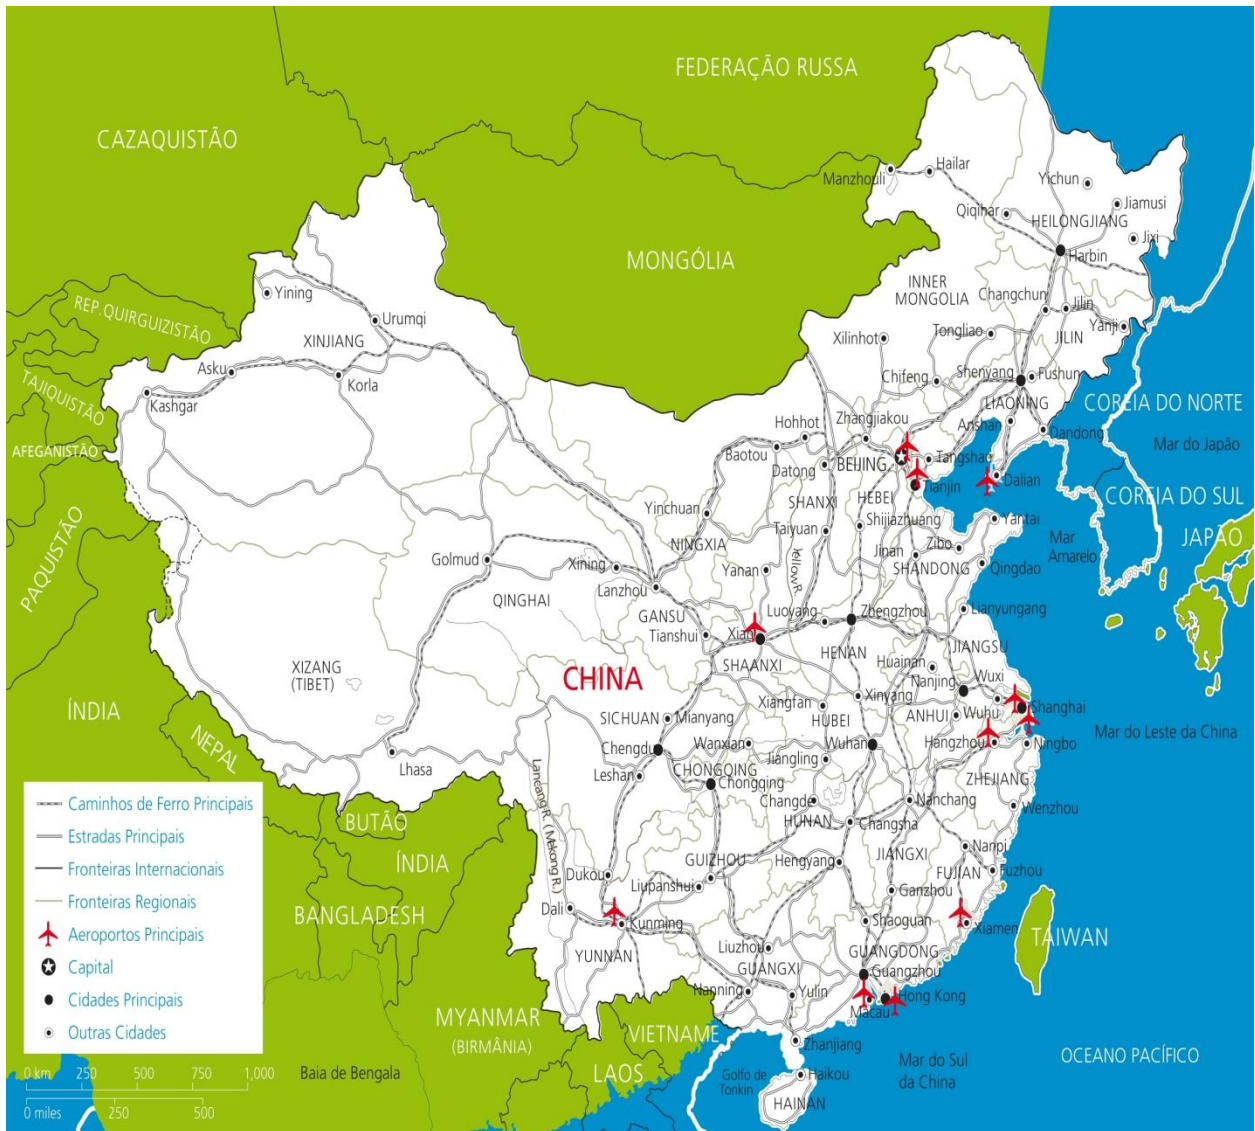 FEDERAÇÃO RUSSA
CAZAQUISTÃO
MONGÓLIA
Manzhouli
Hailar
Yichun
Jiamusi
Qiqihar
HEILONGJIANG
Jixi
Harbin
INNER
MONGOLIA
Changchun
Jilin
Yining
REP.QUIRGUIZISTÃO
Urumqi
XINJIANG
Xilinhot
Tongliao
Yanji
JILIN
Asku
Korla
Chifeng
Shenyang
Fushun
TAJIQUISTÃO
Kashgar
LIAONING
COREIA DO NORTE
Hohhot
Zhangjiakou
Anshan
Dandong
Mar do Japão
AFEGANISTÃO
Baotou
Datong
BEIJING
Tangshan
Tianjin
Dalian
SHANXI
HEBEI
COREIA DO SUL
Yinchuan
Taiyuan
Shijiazhuang
Yantai
Mar
Amarelo
JAPÃO
PAQUISTÃO
NINGXIA
Yellow R.
Jinan
Zibo
SHANDONG
Qingdao
Golmud
Xining
Yanan
Lanzhou
QINGHAI
GANSU
Luoyang
Zhengzhou
Lianyungang
Tianshui
Xian
SHAANXI
HENAN
JIANGSU
XIZANG
(TIBET)
CHINA
Huainan
Nanjing
Wuxi
Xiangfan
Xinyang
ÍNDIA
SICHUAN
Mianyang
HUBEI
ANHUI
Wuhu
Shanghai
Mar do Leste da China
NEPAL
Lhasa
Chengdu
Wanxian
Wuhan
Hangzhou
Ningbo
Leshan
CHONGQING
Chongqing
Jiangling
ZHEJIANG
Lancang R. (Mekong R.)
Changde
Nanchang
Wenzhou
BUTÃO
HUNAN
Changsha
ÍNDIA
GUIZHOU
Hengyang
JIANGXI
Nanpi
FUJIAN
Fuzhou
Dukou
Liupanshui
Ganzhou
BANGLADESH
Dali
Kunming
Shaoguan
Xiamen
TAIWAN
YUNNAN
Liuzhou
GUANGXI
GUANGDONG
Guangzhou
Nanning
Yulin
Hong Kong
Macau
MYANMAR
(BIRMÂNIA)
VIETNAME
Zhanjiang
LAOS
Golfo de
Tonkin
Haikou
HAINAN
Mar do Sul
da China
OCEANO PACÍFICO
Baia de Bengala
Caminhos de Ferro Principais
Estradas Principais
Fronteiras Internacionais
Fronteiras Regionais
Aeroportos Principais
Capital
Cidades Principais
Outras Cidades
0 km 250 500 750 1,000
0 miles 250 500